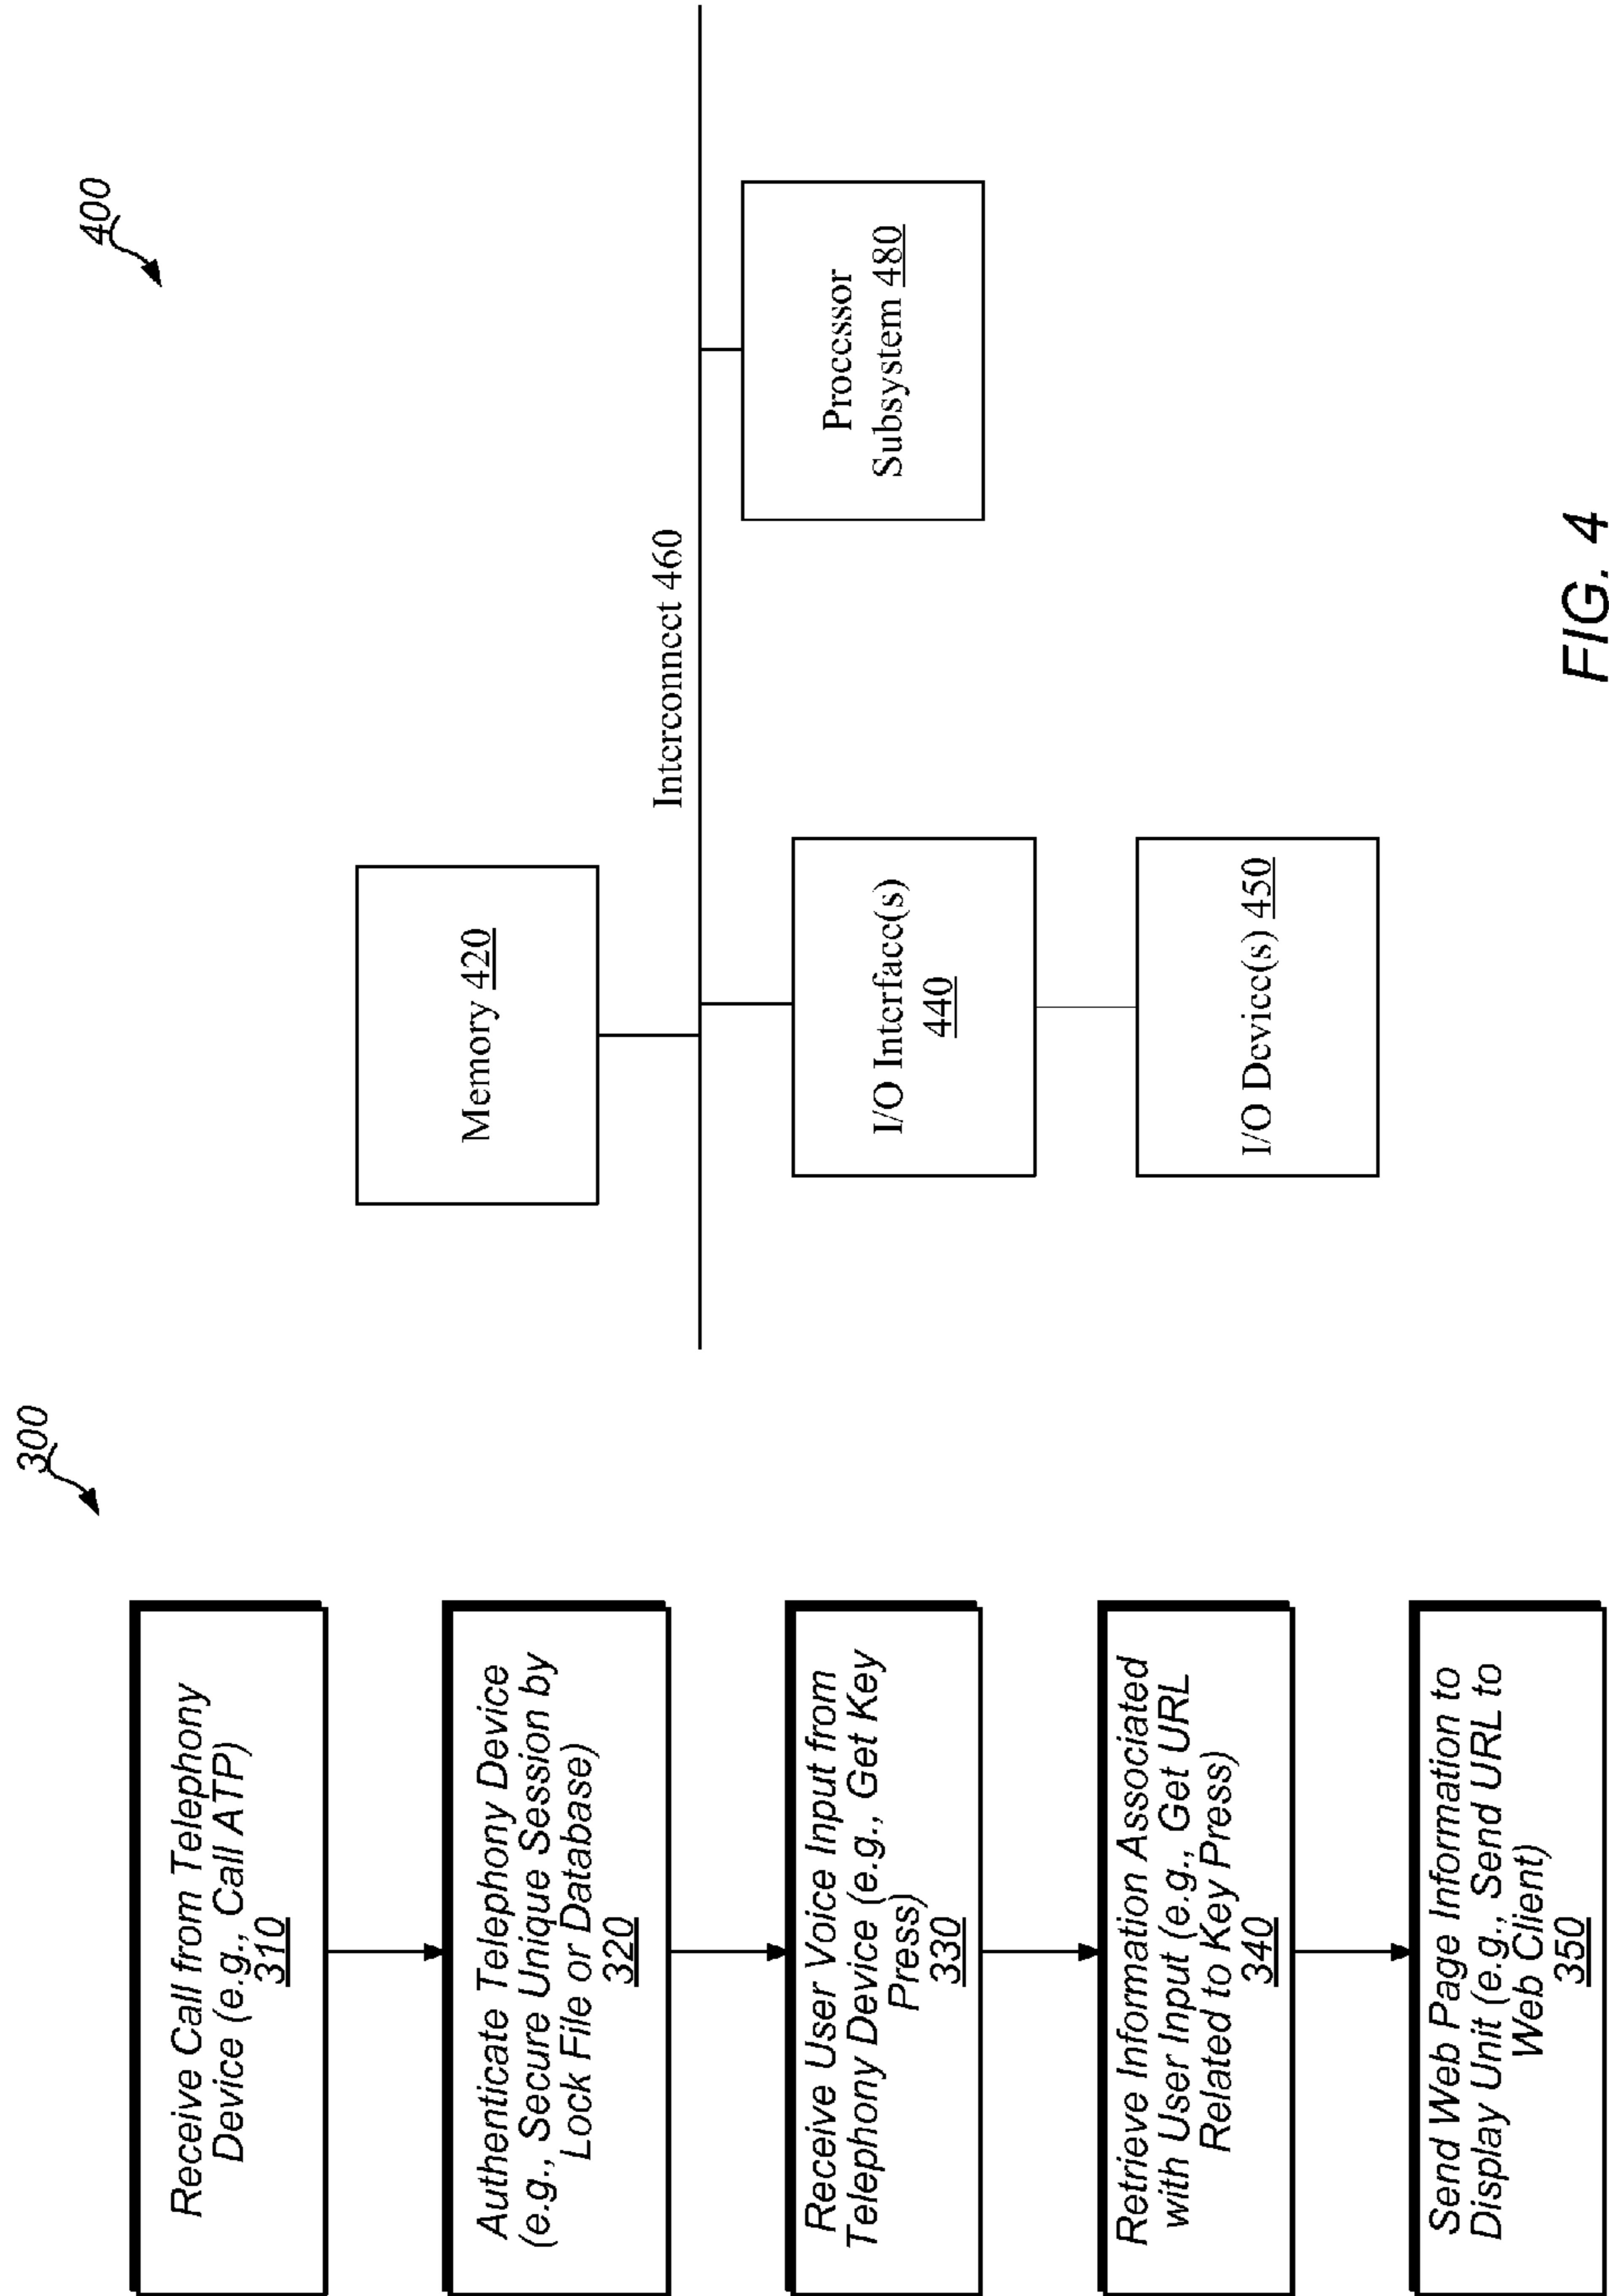 300
Receive Call from Telephony
Device (e.g., Call ATP)
310
Authenticate Telephony Device
(e.g., Secure Unique Session by
Lock File or Database)
320
Receive User Voice Input from
Telephony Device (e.g., Get Key
Press)
330
Retrieve Information Associated
with User Input (e.g., Get URL
Related to Key Press)
340
Send Web Page Information to
Display Unit (e.g., Send URL to
Web Client)
350
400
Memory 420
Interconnect 460
Processor
Subsystem 480
I/O Interface(s)
440
I/O Device(s) 450
FIG. 4